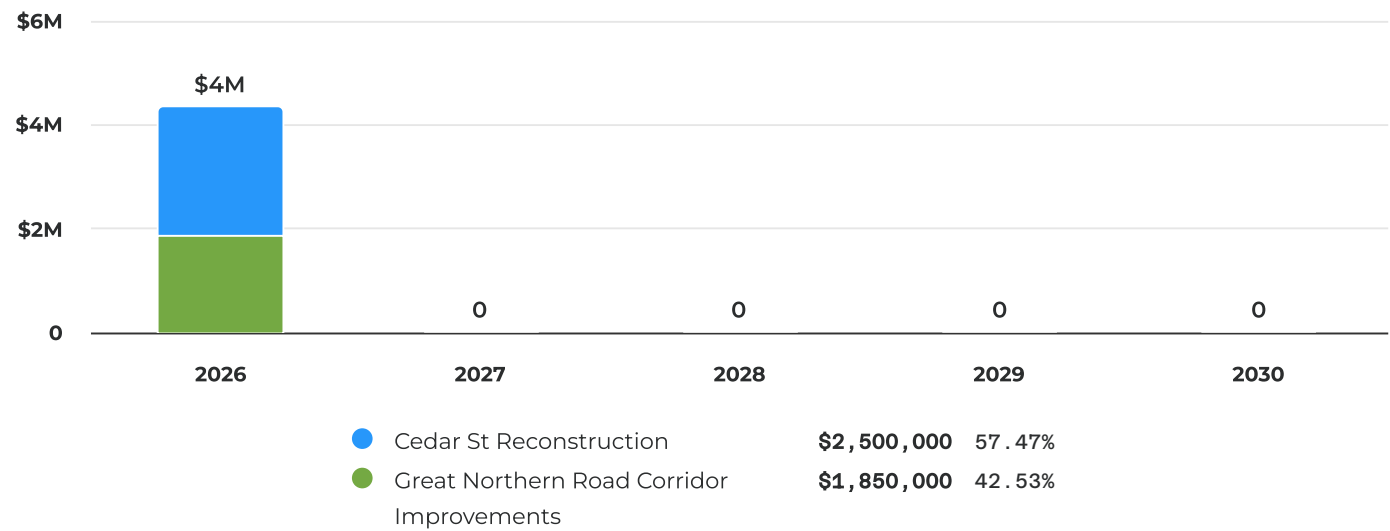 $6M
$4M
$4M
$2M
0 0 0 0
0
2026 2027 2028 2029 2030
Cedar St Reconstruction $2,500,000 57.47%
Great Northern Road Corridor $1,850,000 42.53%
Improvements